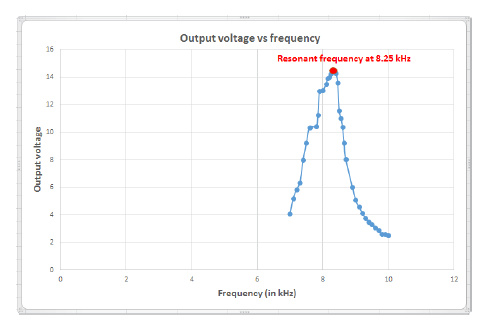 Output voltage vs frequency
Resonant frequency at 8.25 kHz
16
14
12
10
8
6
4
2
0
Output voltage
0 2 4 6 8 10 12
Frequency (in kHz)